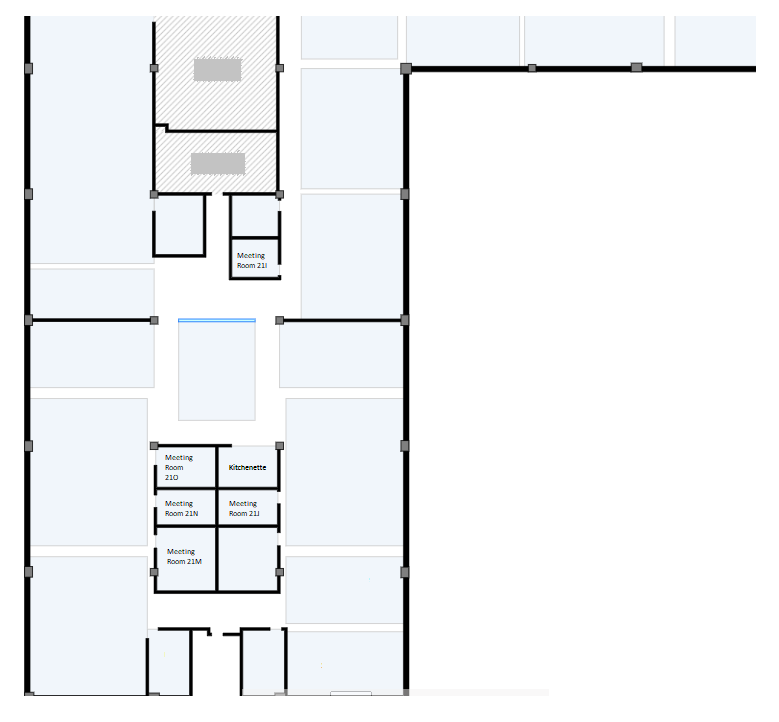 Meeting
Room 21I
Meeting
Room
21O
Kitchenette
Meeting
Room 21N
Meeting
Room 21J
Meeting
Room 21M